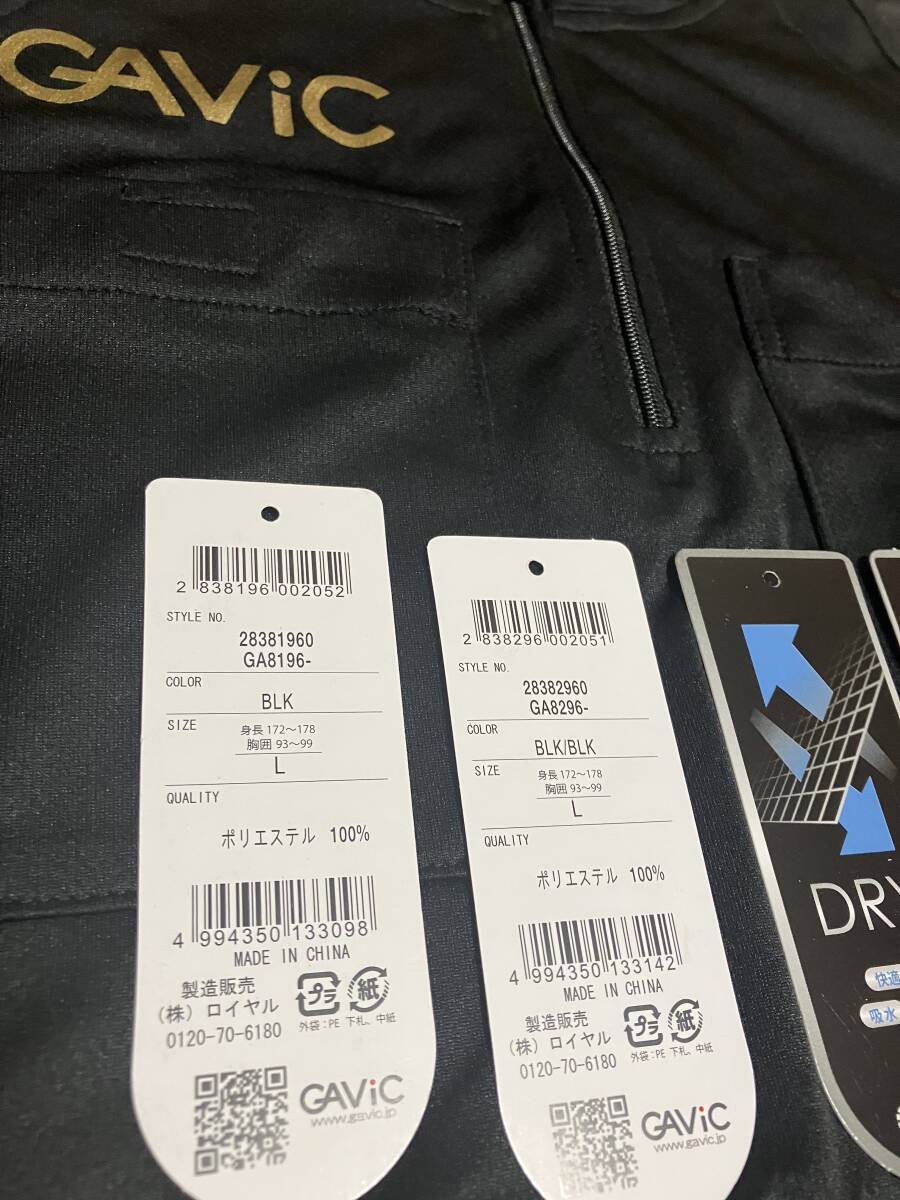 GAViC
2 838196 002052
STYLE NO.
28381960
GA8196-
COLOR
BLK
SIZE
身長 172～178
胸囲 93～99
L
QUALITY
ポリエステル 100%
4 994350 133098
MADE IN CHINA
製造販売
(株) ロイヤル
0120-70-6180
プラ
紙
外袋:PE 下札、中紙
GAViC
www.gavic.jp
2 838296 002051
STYLE NO.
28382960
GA8296-
COLOR
BLK/BLK
SIZE
身長 172～178
胸囲 93～99
L
QUALITY
ポリエステル 100%
4 994350 133142
MADE IN CHINA
製造販売
(株) ロイヤル
0120-70-6180
プラ
紙
外袋:PE 下札、中紙
GAViC
www.gavic.jp
DRY
快適
吸水